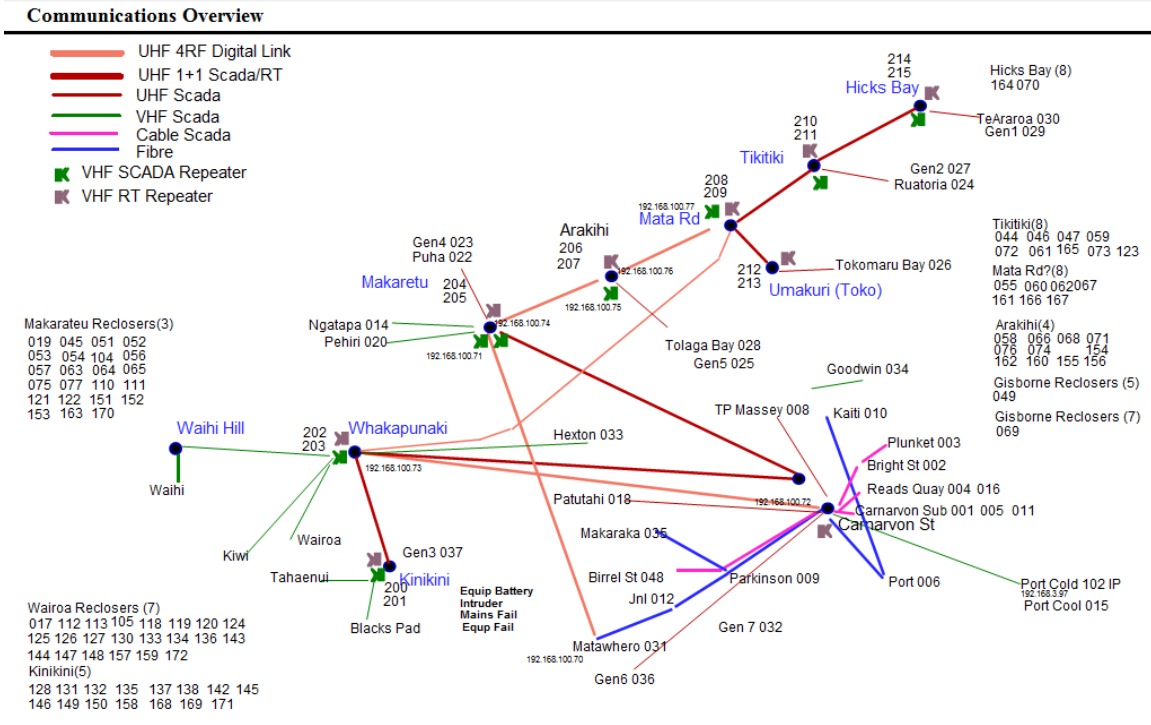 Communications Overview
UHF 4RF Digital Link
UHF 1+1 Scada/RT
UHF Scada
VHF Scada
Cable Scada
Fibre
VHF SCADA Repeater
VHF RT Repeater
214
215
Hicks Bay
Hicks Bay (8)
164 070
TeAraroa 030
Gen1 029
210
211
Tikitiki
Gen2 027
Ruatoria 024
208
209
192.168.100.77
Mata Rd
Tikitiki(8)
044 046 047 059
072 061 165 073 123
Mata Rd?(8)
055 060 062 067
161 166 167
Arakihi
206
207
192.168.100.76
192.168.100.75
212
213
Tokomaru Bay 026
Umakuri (Toko)
Gen4 023
Puha 022
Makaretu
204
205
192.168.100.74
Ngatapa 014
Pehiri 020
192.168.100.71
Tolaga Bay 028
Gen5 025
Arakihi(4)
058 066 068 071
076 074 154
162 160 155 156
Gisborne Reclosers (5)
049
Gisborne Reclosers (7)
069
Makarateu Reclosers(3)
019 045 051 052
053 054 104 056
057 063 064 065
075 077 110 111
121 122 151 152
153 163 170
Goodwin 034
TP Massey 008
Kaiti 010
Waihi Hill
Waihi
202
203
Whakapunaki
192.168.100.73
Hexton 033
Plunket 003
Bright St 002
Reads Quay 004 016
Carnarvon Sub 001 005 011
192.168.100.72
Carnarvon St
Patutahi 018
Makaraka 035
Birrel St 048
Parkinson 009
Jnl 012
Port 006
Port Cold 102 IP
192.168.3.97
Port Cool 015
Kiwi
Wairoa
Tahaenui
Gen3 037
Kinikini
200
201
Blacks Pad
Equip Battery
Intruder
Mains Fail
Equp Fail
Gen 7 032
Matawhero 031
192.168.100.70
Gen6 036
Wairoa Reclosers (7)
017 112 113 105 118 119 120 124
125 126 127 130 133 134 136 143
144 147 148 157 159 172
Kinikini(5)
128 131 132 135 137 138 142 145
146 149 150 158 168 169 171